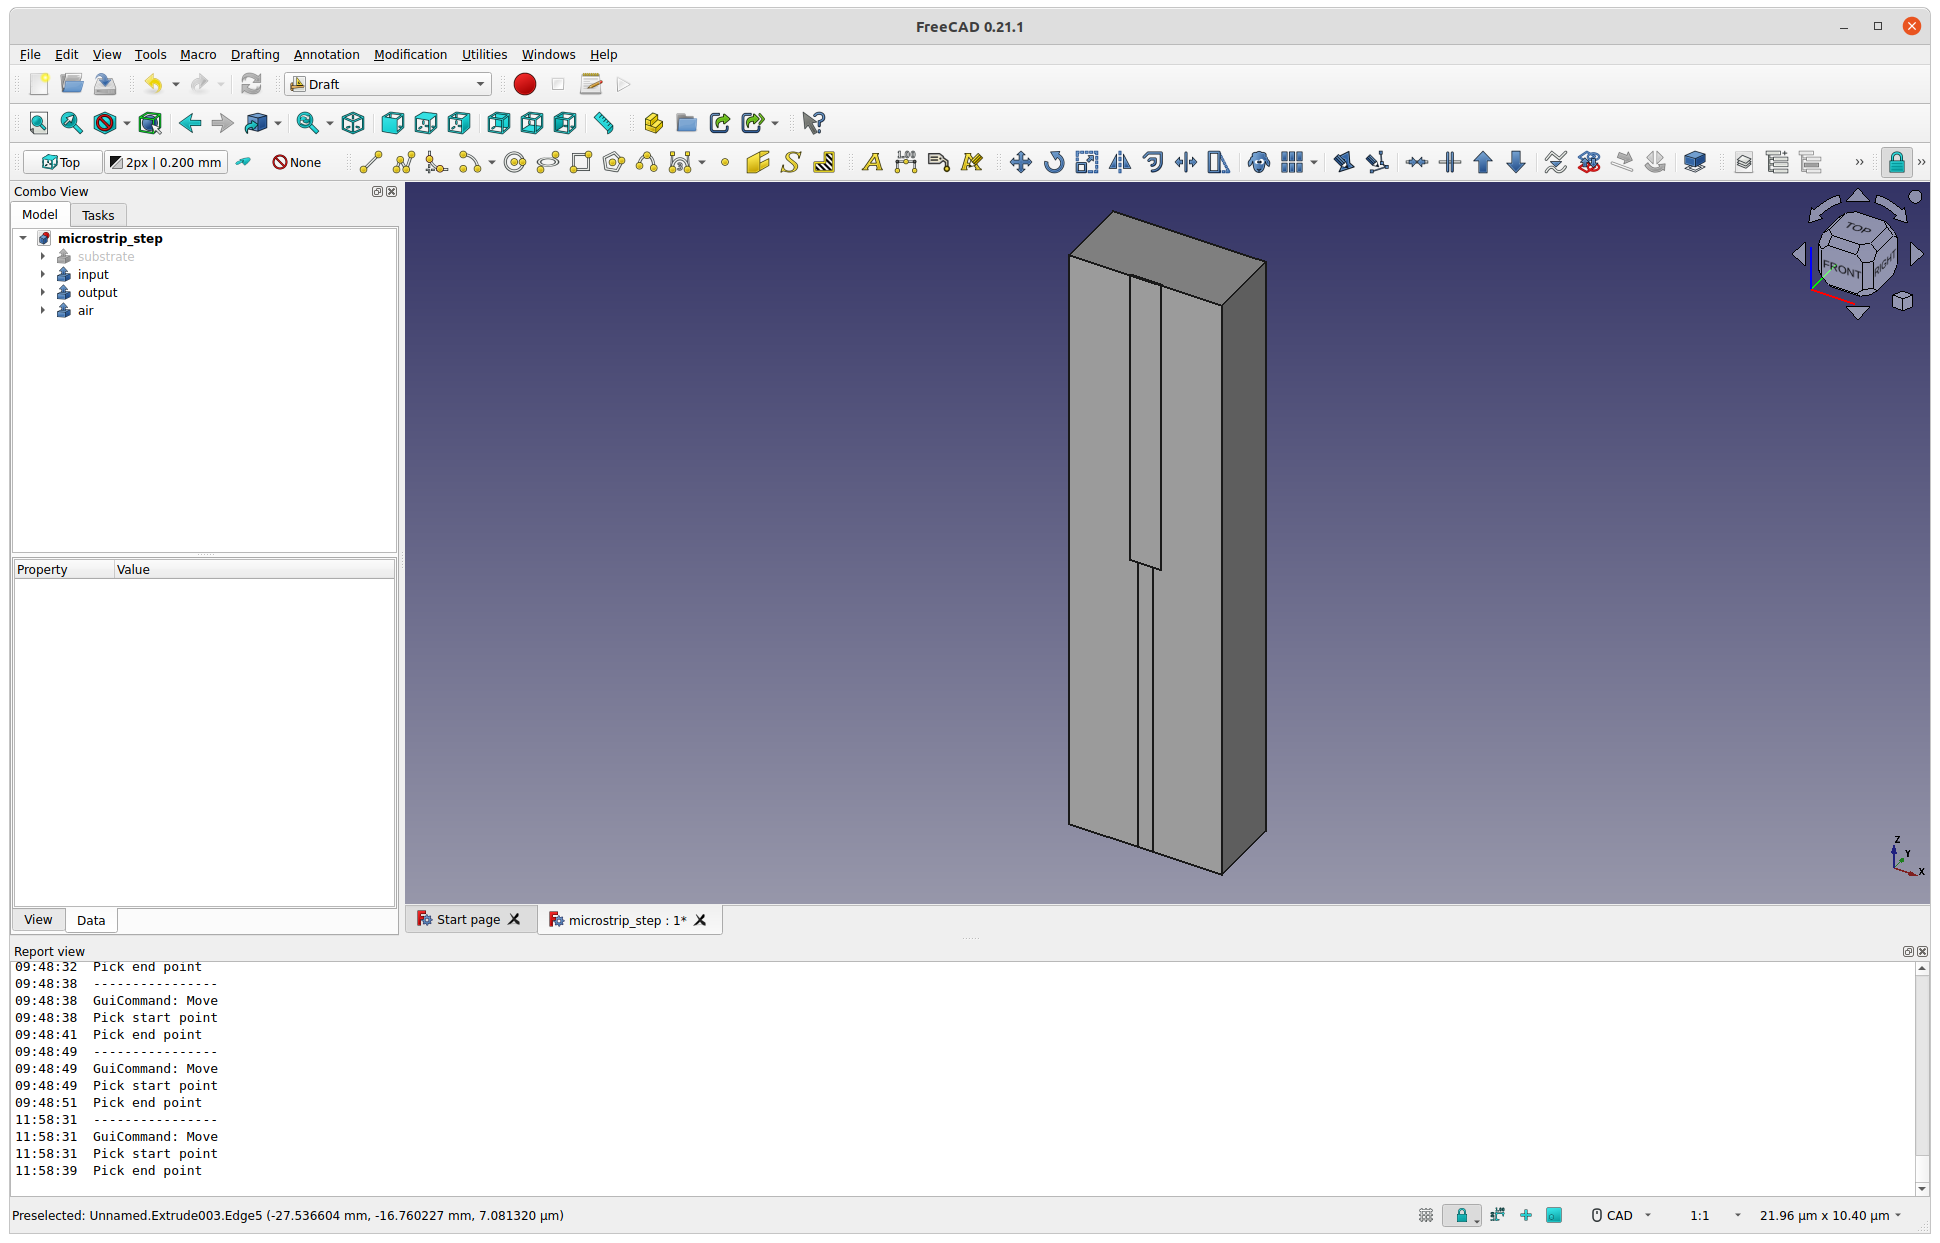 FreeCAD 0.21.1
File Edit View Tools Macro Drafting Annotation Modification Utilities Windows Help
Draft
Top 2px | 0.200 mm None
Combo View
Model Tasks
microstrip_step
substrate
input
output
air
TOP
FRONT RIGHT
Property Value
Z
Y
X
View Data
Start page microstrip_step : 1*
Report view
09:48:32 Pick end point
09:48:38 ----------------
09:48:38 GuiCommand: Move
09:48:38 Pick start point
09:48:41 Pick end point
09:48:49 ----------------
09:48:49 GuiCommand: Move
09:48:49 Pick start point
09:48:51 Pick end point
11:58:31 ----------------
11:58:31 GuiCommand: Move
11:58:31 Pick start point
11:58:39 Pick end point
Preselected: Unnamed.Extrude003.Edge5 (-27.536604 mm, -16.760227 mm, 7.081320 µm) CAD 1:1 21.96 µm x 10.40 µm